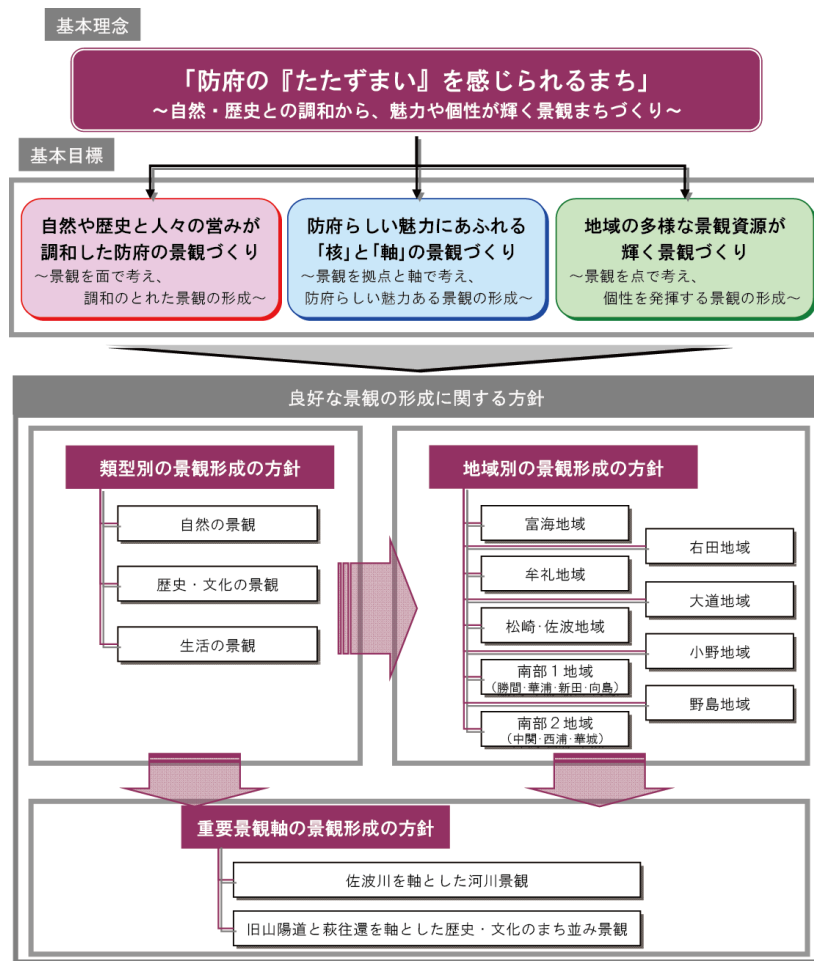 基本理念
「防府の『たたずまい』を感じられるまち」
～自然・歴史との調和から、魅力や個性が輝く景観まちづくり～
基本目標
自然や歴史と人々の営みが
調和した防府の景観づくり
～景観を面で考え、
調和のとれた景観の形成～
防府らしい魅力にあふれる
「核」と「軸」の景観づくり
～景観を拠点と軸で考え、
防府らしい魅力ある景観の形成～
地域の多様な景観資源が
輝く景観づくり
～景観を点で考え、
個性を発揮する景観の形成～
良好な景観の形成に関する方針
類型別の景観形成の方針
自然の景観
歴史・文化の景観
生活の景観
地域別の景観形成の方針
富海地域
右田地域
牟礼地域
大道地域
松崎・佐波地域
小野地域
南部１地域
（勝間・華浦・新田・向島）
野島地域
南部２地域
（中関・西浦・華城）
重要景観軸の景観形成の方針
佐波川を軸とした河川景観
旧山陽道と萩往還を軸とした歴史・文化のまち並み景観